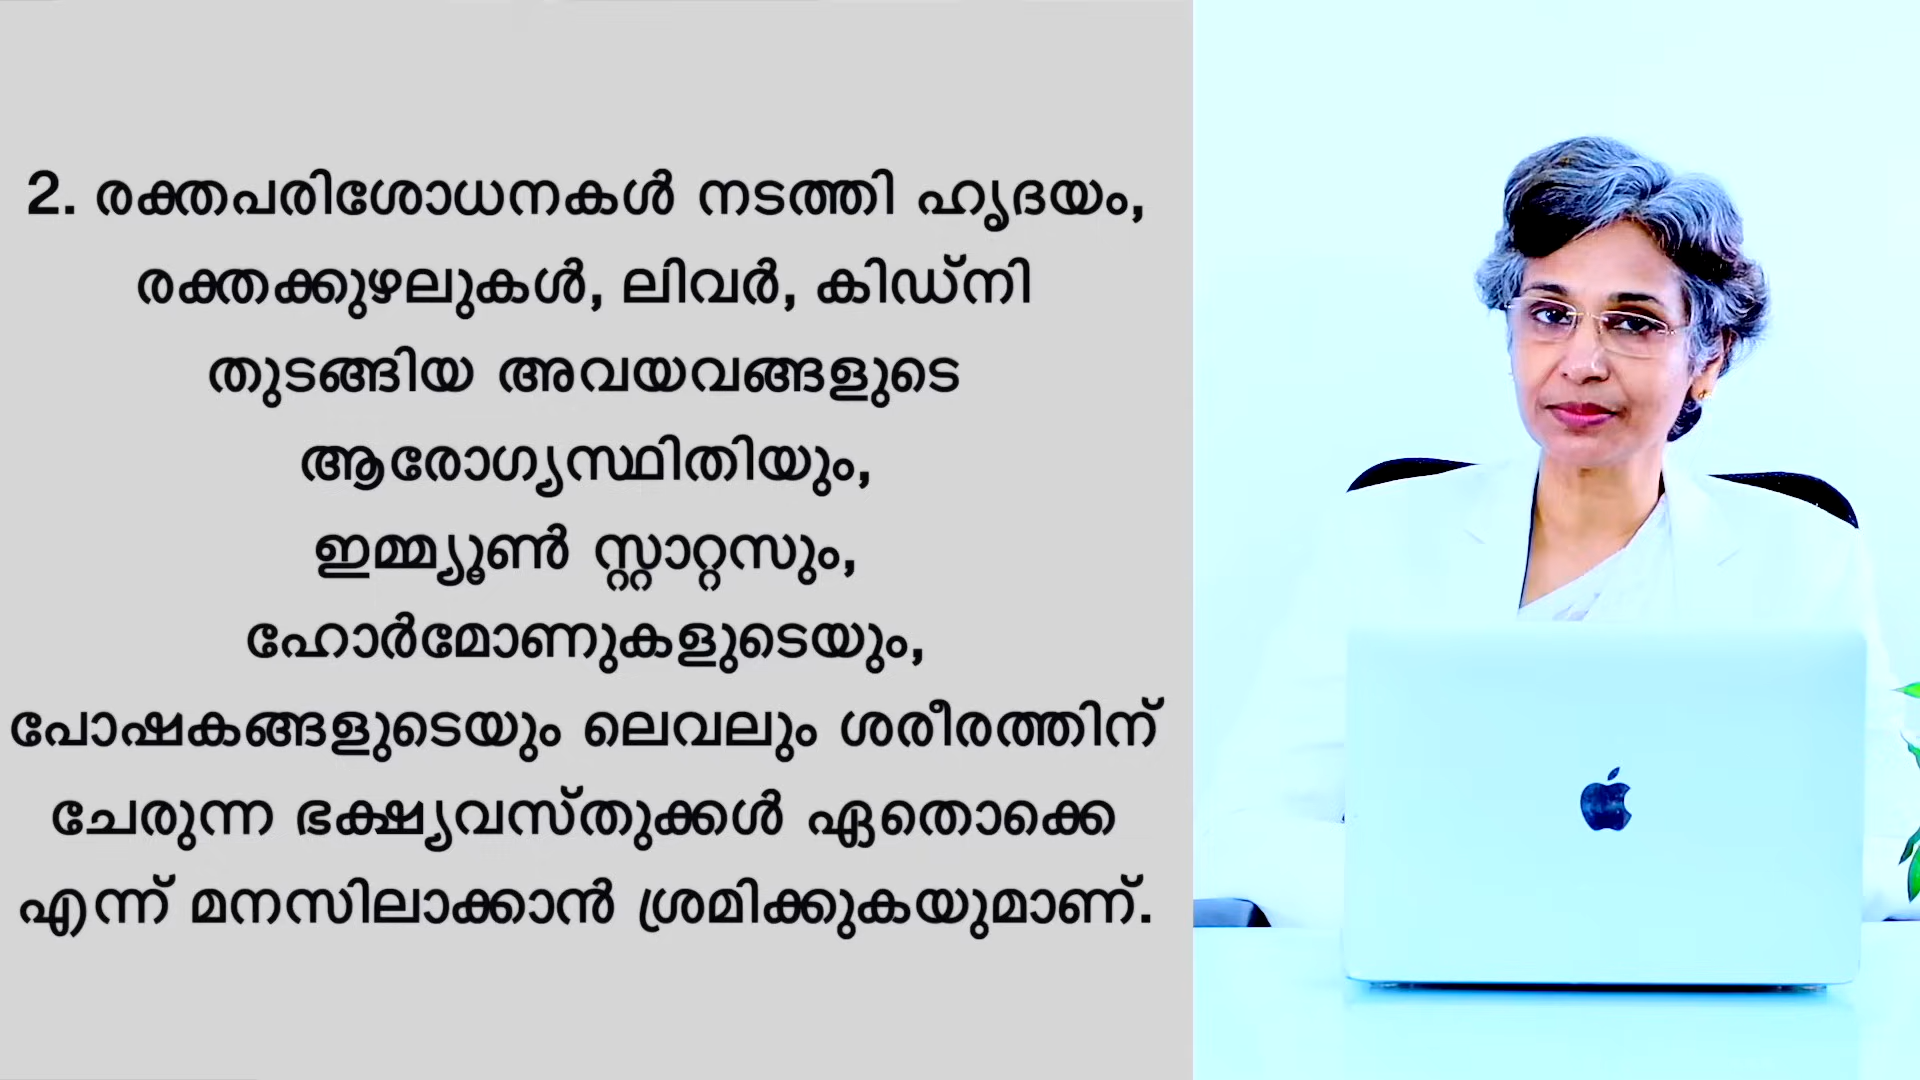 2. രക്തപരിശോധനകൾ നടത്തി ഹൃദയം,
രക്തക്കുഴലുകൾ, ലിവർ, കിഡ്നി
തുടങ്ങിയ അവയവങ്ങളുടെ
ആരോഗ്യസ്ഥിതിയും,
ഇമ്മ്യൂൺ സ്റ്റാറ്റസും,
ഹോർമോണുകളുടെയും,
പോഷകങ്ങളുടെയും ലെവലും ശരീരത്തിന്
ചേരുന്ന ഭക്ഷ്യവസ്തുക്കൾ ഏതൊക്കെ
എന്ന് മനസിലാക്കാൻ ശ്രമിക്കുകയുമാണ്.